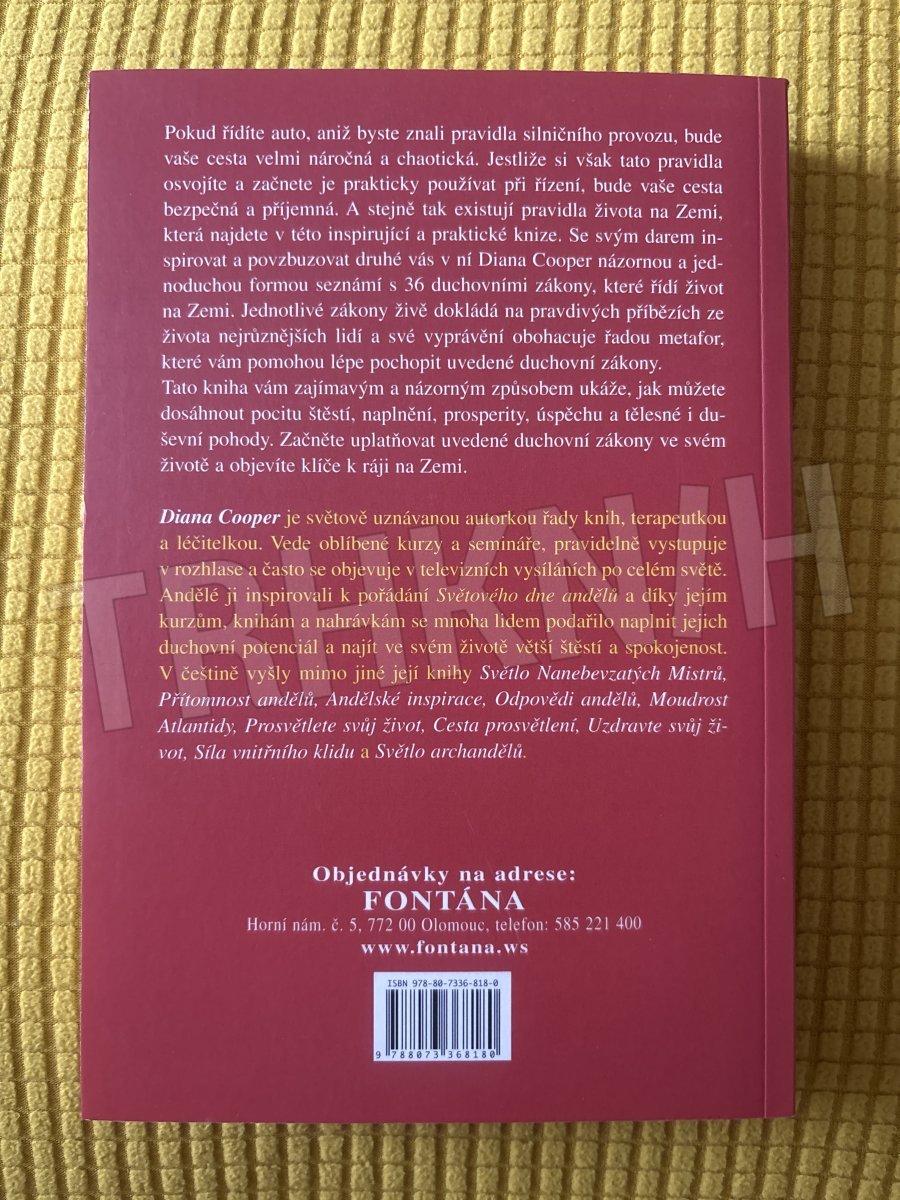 Pokud řídíte auto, aniž byste znali pravidla silničního provozu, bude
vaše cesta velmi náročná a chaotická. Jestliže si však tato pravidla
osvojíte a začnete je prakticky používat při řízení, bude vaše cesta
bezpečná a příjemná. A stejně tak existují pravidla života na Zemi,
která najdete v této inspirující a praktické knize. Se svým darem in-
spirovat a povzbuzovat druhé vás v ní Diana Cooper názornou a jed-
noduchou formou seznámí s 36 duchovními zákony, které řídí život
na Zemi. Jednotlivé zákony živě dokládá na pravdivých příbězích ze
života nejrůznějších lidí a své vyprávění obohacuje řadou metafor,
které vám pomohou lépe pochopit uvedené duchovní zákony.
Tato kniha vám zajímavým a názorným způsobem ukáže, jak můžete
dosáhnout pocitu štěstí, naplnění, prosperity, úspěchu a tělesné i du-
ševní pohody. Začněte uplatňovat uvedené duchovní zákony ve svém
životě a objevíte klíče k ráji na Zemi.
Diana Cooper je světově uznávanou autorkou řady knih, terapeutkou
a léčitelkou. Vede oblíbené kurzy a semináře, pravidelně vystupuje
v rozhlase a často se objevuje v televizních vysíláních po celém světě.
Andělé ji inspirovali k pořádání Světového dne andělů a díky jejím
kurzům, knihám a nahrávkám se mnoha lidem podařilo naplnit jejich
duchovní potenciál a najít ve svém životě větší štěstí a spokojenost.
V češtině vyšly mimo jiné její knihy Světlo Nanebevzatých Mistrů,
Přítomnost andělů, Andělské inspirace, Odpovědi andělů, Moudrost
Atlantidy, Prosvětlete svůj život, Cesta prosvětlení, Uzdravte svůj ži-
vot, Síla vnitřního klidu a Světlo archandělů.
TRHKNIH
Objednávky na adrese:
FONTÁNA
Horní nám. č. 5, 772 00 Olomouc, telefon: 585 221 400
www.fontana.ws
ISBN 978-80-7336-818-0
9 788073 368180